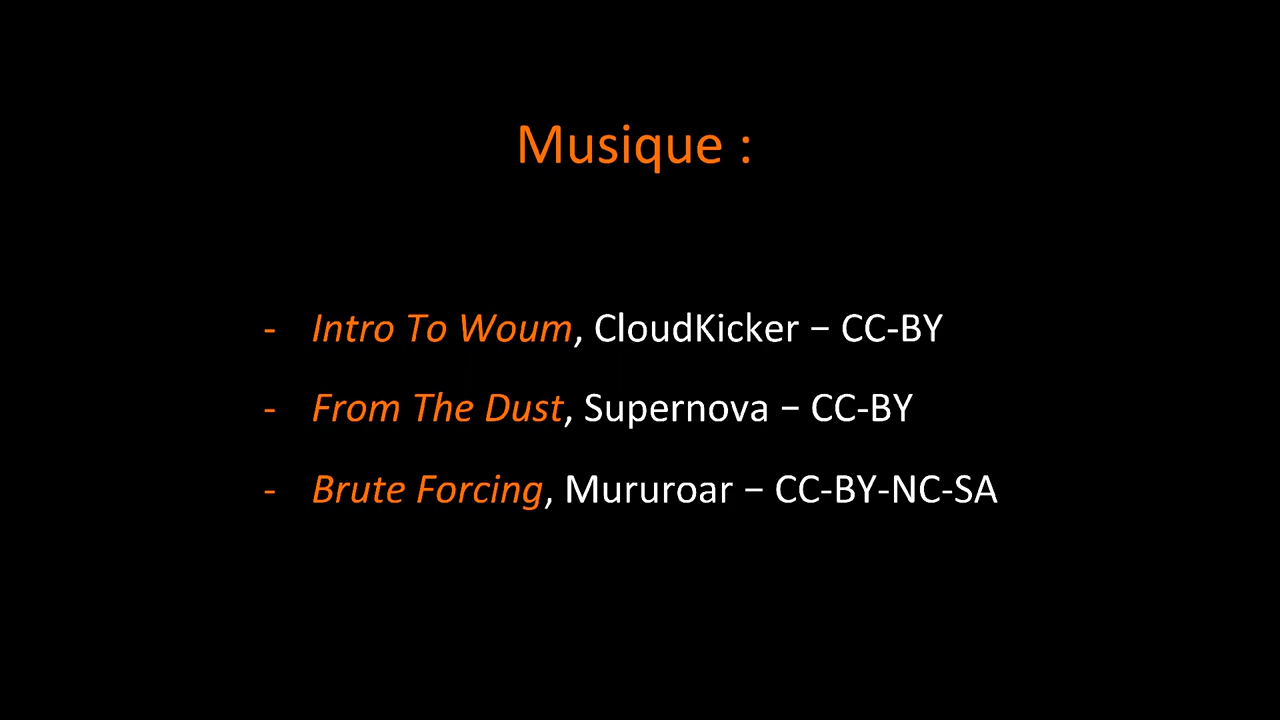 Musique :
- Intro To Woum, CloudKicker – CC-BY
- From The Dust, Supernova – CC-BY
- Brute Forcing, Mururoar – CC-BY-NC-SA